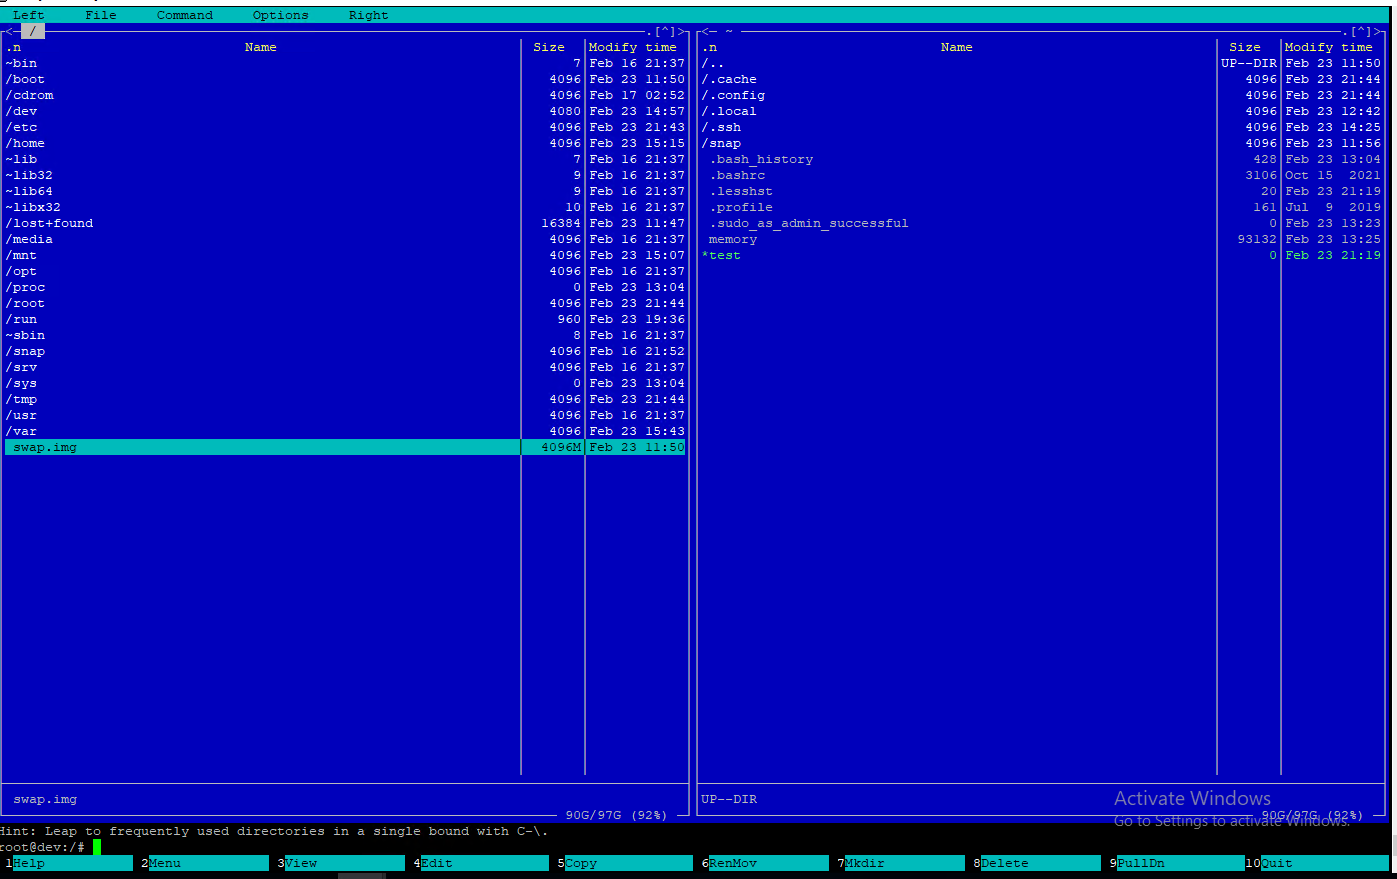 Left File Command Options Right
<─ / ─ .[^]> <─ ~ ─ .[^]>
.n Name Size Modify time .n Name Size Modify time
~bin 7 Feb 16 21:37 /.. UP--DIR Feb 23 11:50
/boot 4096 Feb 23 11:50 /.cache 4096 Feb 23 21:44
/cdrom 4096 Feb 17 02:52 /.config 4096 Feb 23 21:44
/dev 4080 Feb 23 14:57 /.local 4096 Feb 23 12:42
/etc 4096 Feb 23 21:43 /.ssh 4096 Feb 23 14:25
/home 4096 Feb 23 15:15 /snap 4096 Feb 23 11:56
~lib 7 Feb 16 21:37 .bash_history 428 Feb 23 13:04
~lib32 9 Feb 16 21:37 .bashrc 3106 Oct 15 2021
~lib64 9 Feb 16 21:37 .lesshst 20 Feb 23 21:19
~libx32 10 Feb 16 21:37 .profile 161 Jul 9 2019
/lost+found 16384 Feb 23 11:47 .sudo_as_admin_successful 0 Feb 23 13:23
/media 4096 Feb 16 21:37 memory 93132 Feb 23 13:25
/mnt 4096 Feb 23 15:07 *test 0 Feb 23 21:19
/opt 4096 Feb 16 21:37
/proc 0 Feb 23 13:04
/root 4096 Feb 23 21:44
/run 960 Feb 23 19:36
~sbin 8 Feb 16 21:37
/snap 4096 Feb 16 21:52
/srv 4096 Feb 16 21:37
/sys 0 Feb 23 13:04
/tmp 4096 Feb 23 21:44
/usr 4096 Feb 16 21:37
/var 4096 Feb 23 15:43
swap.img 4096M Feb 23 11:50
swap.img UP--DIR
Activate Windows
90G/97G (92%) 90G/97G (92%)
Go to Settings to activate Windows.
Hint: Leap to frequently used directories in a single bound with C-\.
root@dev:/#
1Help 2Menu 3View 4Edit 5Copy 6RenMov 7Mkdir 8Delete 9PullDn 10Quit